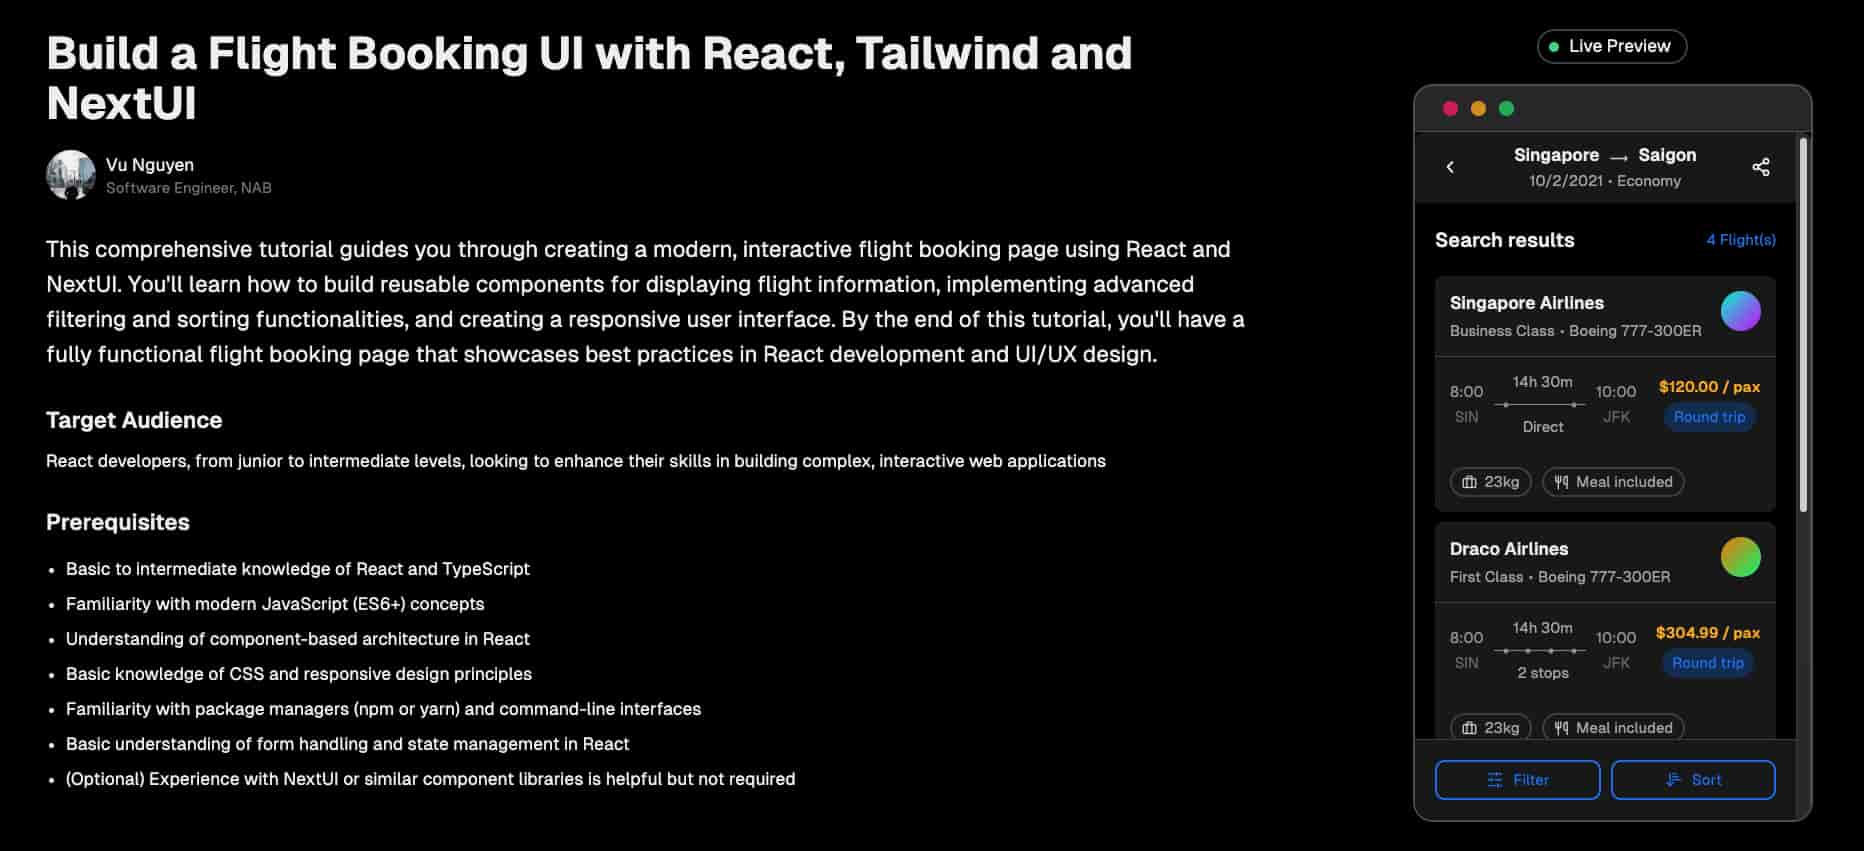 Build a Flight Booking UI with React, Tailwind and
NextUI
Vu Nguyen
Software Engineer, NAB
This comprehensive tutorial guides you through creating a modern, interactive flight booking page using React and
NextUI. You'll learn how to build reusable components for displaying flight information, implementing advanced
filtering and sorting functionalities, and creating a responsive user interface. By the end of this tutorial, you'll have a
fully functional flight booking page that showcases best practices in React development and UI/UX design.
Target Audience
React developers, from junior to intermediate levels, looking to enhance their skills in building complex, interactive web applications
Prerequisites
• Basic to intermediate knowledge of React and TypeScript
• Familiarity with modern JavaScript (ES6+) concepts
• Understanding of component-based architecture in React
• Basic knowledge of CSS and responsive design principles
• Familiarity with package managers (npm or yarn) and command-line interfaces
• Basic understanding of form handling and state management in React
• (Optional) Experience with NextUI or similar component libraries is helpful but not required
Live Preview
Singapore → Saigon
10/2/2021 • Economy
Search results 4 Flight(s)
Singapore Airlines
Business Class • Boeing 777-300ER
14h 30m
8:00 10:00 $120.00 / pax
SIN JFK Round trip
Direct
23kg Meal included
Draco Airlines
First Class • Boeing 777-300ER
14h 30m
8:00 10:00 $304.99 / pax
SIN JFK Round trip
2 stops
23kg Meal included
Filter Sort